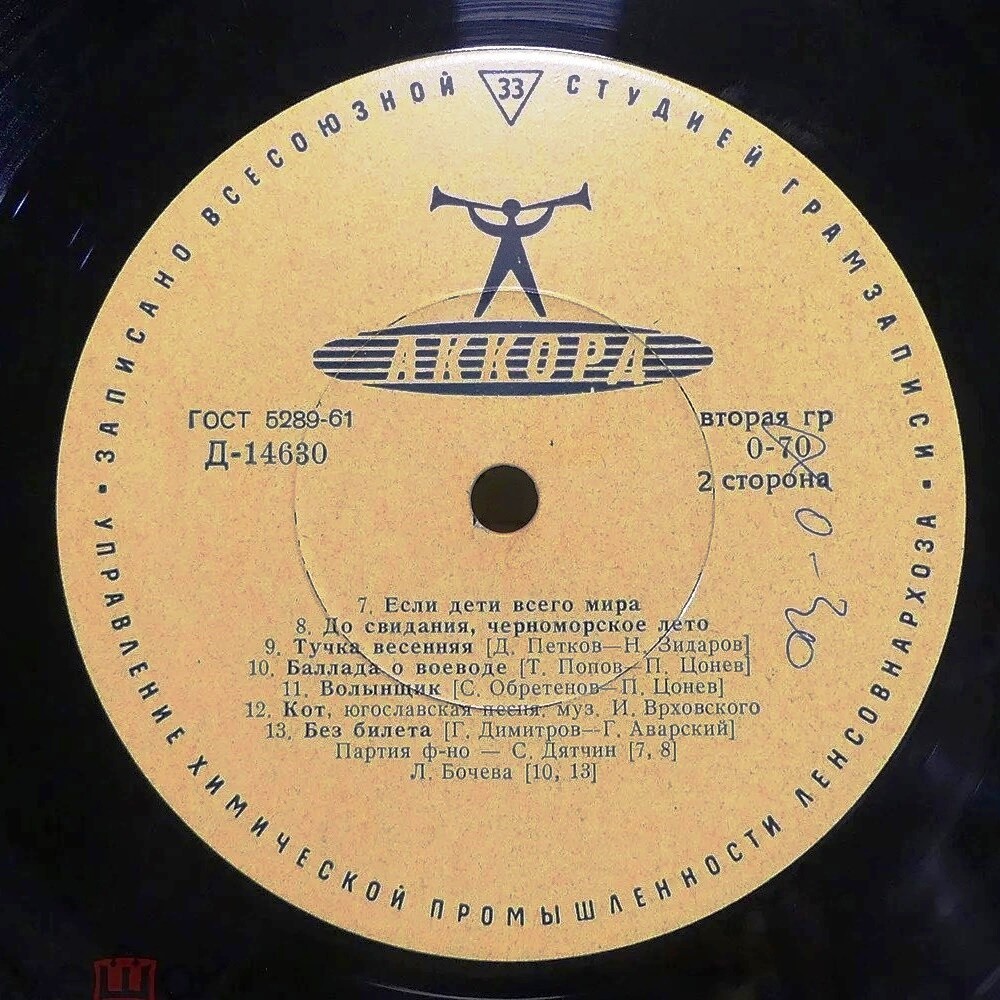 ЗАПИСАНО ВСЕСОЮЗНОЙ 33 СТУДИЕЙ ГРАМЗАПИСИ
АККОРД
ГОСТ 5289-61
Д-14630
вторая гр
0-70
2 сторона
0-30
7. Если дети всего мира
8. До свидания, черноморское лето
9. Тучка весенняя [Д. Петков—Н. Зидаров]
10. Баллада о воеводе [Т. Попов—П. Цонев]
11. Волынщик [С. Обретенов—П. Цонев]
12. Кот, югославская песня, муз. И. Врховского
13. Без билета [Г. Димитров—Г. Аварский]
Партия ф-но — С. Дятчин [7, 8]
Л. Бочева [10, 13]
• УПРАВЛЕНИЕ ХИМИЧЕСКОЙ ПРОМЫШЛЕННОСТИ ЛЕНСОВНАРХОЗА •